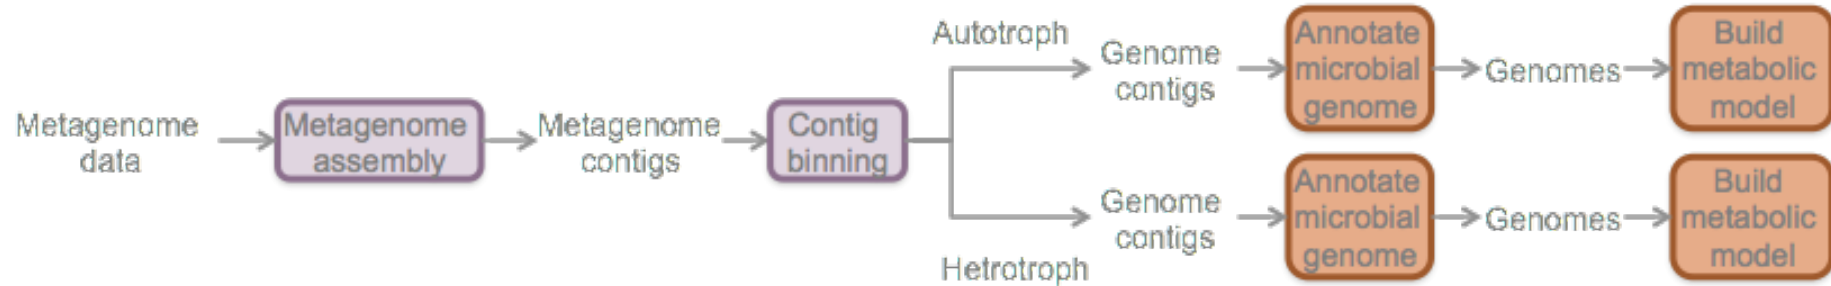 Metagenome
data
Metagenome
assembly
Metagenome
contigs
Contig
binning
Autotroph
Genome
contigs
Annotate
microbial
genome
Genomes
Build
metabolic
model
Hetrotroph
Genome
contigs
Annotate
microbial
genome
Genomes
Build
metabolic
model